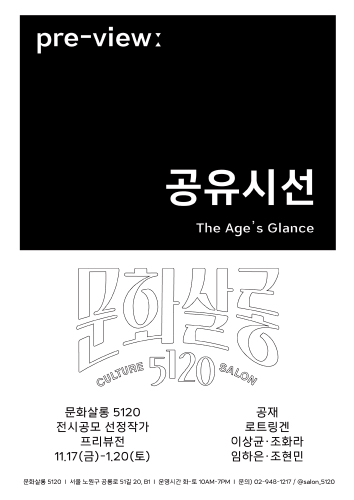 pre-view:
공유시선
The Age's Glance
문화살롱
CULTURE 5120 SALON
문화살롱 5120
전시공모 선정작가
프리뷰전
11.17(금)-1.20(토)
공재
로트링겐
이상균·조화라
임하은·조현민
문화살롱 5120 | 서울 노원구 공릉로 51길 20, B1 | 운영시간 화-토 10AM-7PM | 문의) 02-948-1217 / @salon_5120